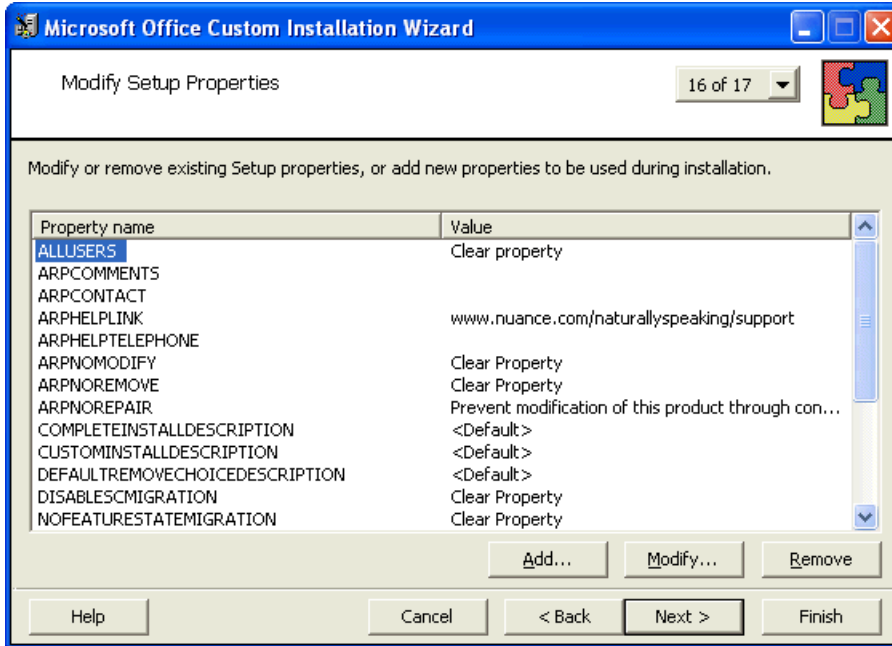 Microsoft Office Custom Installation Wizard
Modify Setup Properties
16 of 17
Modify or remove existing Setup properties, or add new properties to be used during installation.
Property name Value
ALLUSERS Clear property
ARPCOMMENTS
ARPCONTACT
ARPHELPLINK www.nuance.com/naturallyspeaking/support
ARPHELPTELEPHONE
ARPNOMODIFY Clear Property
ARPNOREMOVE Clear Property
ARPNOREPAIR Prevent modification of this product through con...
COMPLETEINSTALLDESCRIPTION <Default>
CUSTOMINSTALLDESCRIPTION <Default>
DEFAULTREMOVECHOICEDESCRIPTION <Default>
DISABLESCMIGRATION Clear Property
NOFEATURESTATEMIGRATION Clear Property
Add... Modify... Remove
Help Cancel < Back Next > Finish